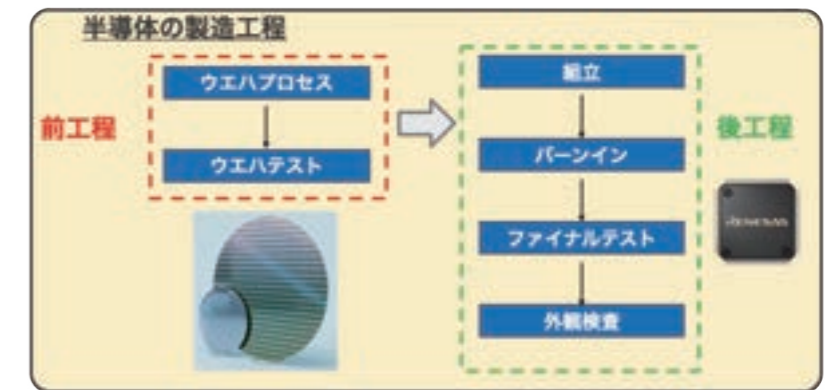 半導体の製造工程
前工程
ウエハプロセス
ウエハテスト
後工程
組立
バーンイン
ファイナルテスト
外観検査
RENESAS